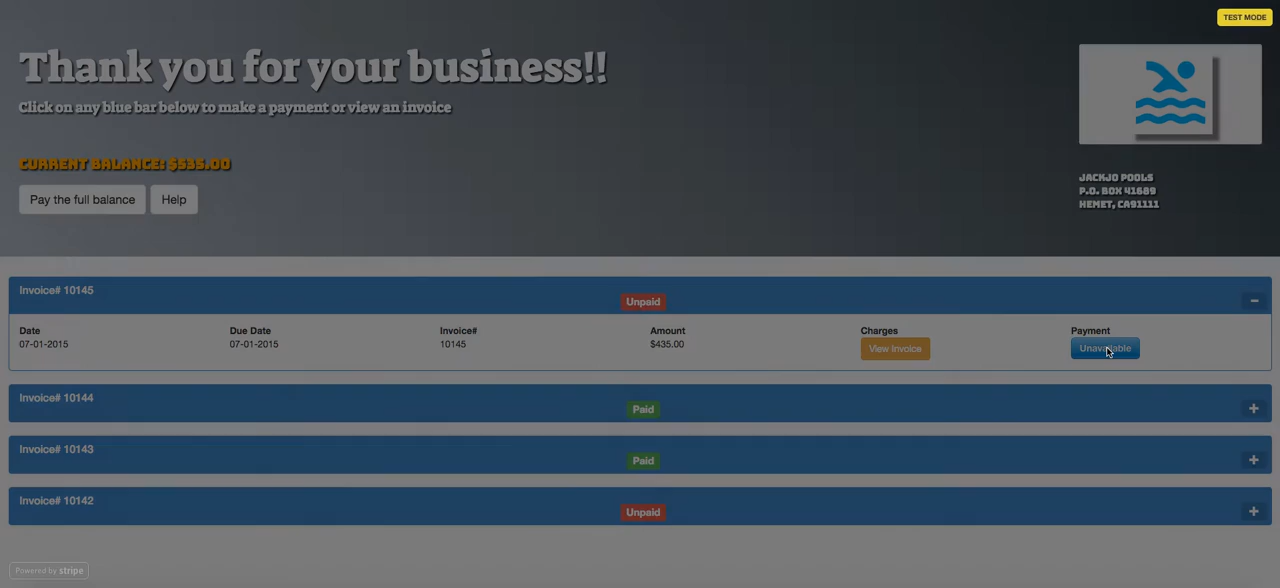 TEST MODE
Thank you for your business!!
Click on any blue bar below to make a payment or view an invoice
CURRENT BALANCE: $535.00
Pay the full balance
Help
JACKJO POOLS
P.O. BOX 41689
HEMET, CA91111
Invoice# 10145
Unpaid
Date
07-01-2015
Due Date
07-01-2015
Invoice#
10145
Amount
$435.00
Charges
View Invoice
Payment
Unavailable
Invoice# 10144
Paid
Invoice# 10143
Paid
Invoice# 10142
Unpaid
Powered by stripe